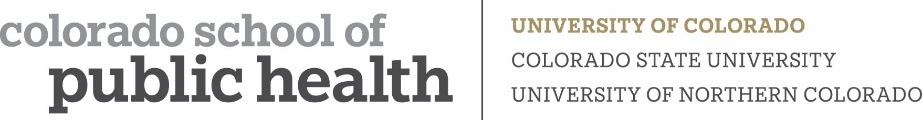 colorado school of
public health
UNIVERSITY OF COLORADO
COLORADO STATE UNIVERSITY
UNIVERSITY OF NORTHERN COLORADO